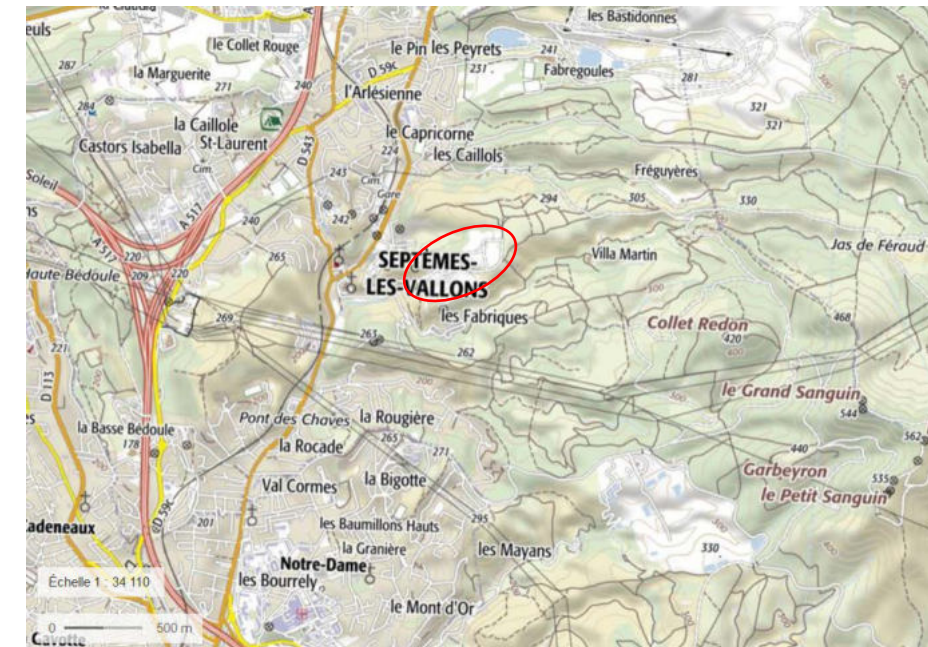 les Bastidonnes
euls
le Collet Rouge
le Pin
les Peyrets
241
287
D 59c
231
Fabregoules
281
la Marguerite
271
240
l'Arlésienne
284
321
321
la Caillole
St-Laurent
le Capricorne
Castors Isabella
D 543
224
les Caillols
Cim.
243
Cim.
Fréguyères
Soleil
Gare
294
305
330
A 517
240
242
A 517
220
265
SEPTÈMES-
LES-VALLONS
Villa Martin
Jas de Féraud
Haute Bédoule
209
220
les Fabriques
269
263
262
Collet Redon
420
468
221
D 113
le Grand Sanguin
544
Pont des Chaves
la Rougière
265
562
la Basse Bédoule
178
la Rocade
271
440
Garbeyron
535
le Petit Sanguin
Val Cormes
la Bigotte
D 59c
201
les Baumillons Hauts
295
adeneaux
la Granière
les Mayans
330
Notre-Dame
Échelle 1 : 34 110
les Bourrely
le Mont d'Or
0
500 m
Cavotte